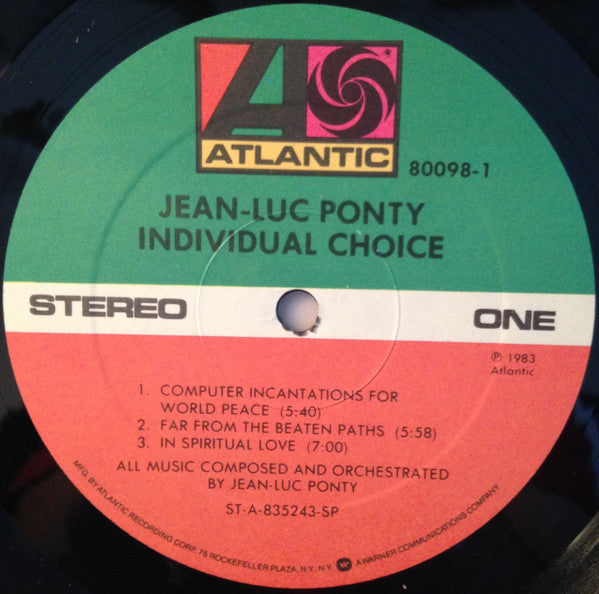 ATLANTIC
®
80098-1
JEAN-LUC PONTY
INDIVIDUAL CHOICE
STEREO
ONE
℗ 1983
Atlantic
1. COMPUTER INCANTATIONS FOR
WORLD PEACE (5:40)
2. FAR FROM THE BEATEN PATHS (5:58)
3. IN SPIRITUAL LOVE (7:00)
ALL MUSIC COMPOSED AND ORCHESTRATED
BY JEAN-LUC PONTY
ST-A-835243-SP
MFG. BY ATLANTIC RECORDING CORP. 75 ROCKEFELLER PLAZA, N.Y. N.Y. A WARNER COMMUNICATIONS COMPANY